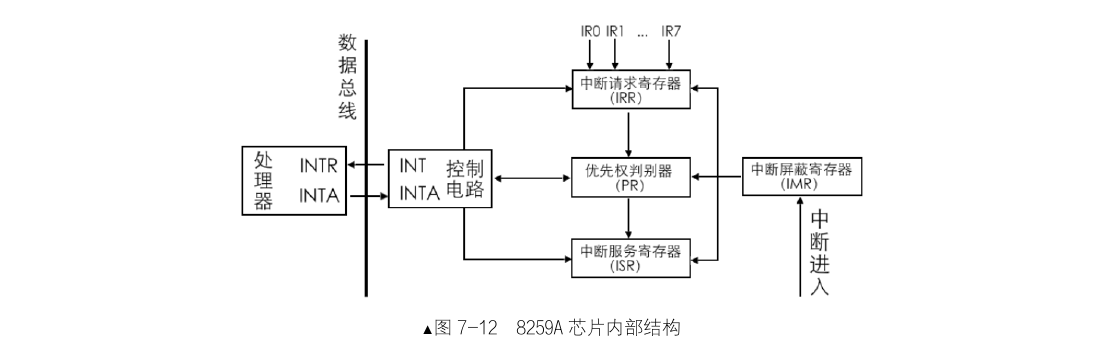 IR0 IR1 ... IR7
数据总线
中断请求寄存器
(IRR)
处理器
INTR
INTA
INT
INTA
控制
电路
优先权判别器
(PR)
中断屏蔽寄存器
(IMR)
中断服务寄存器
(ISR)
中断进入
▲图 7-12 8259A 芯片内部结构